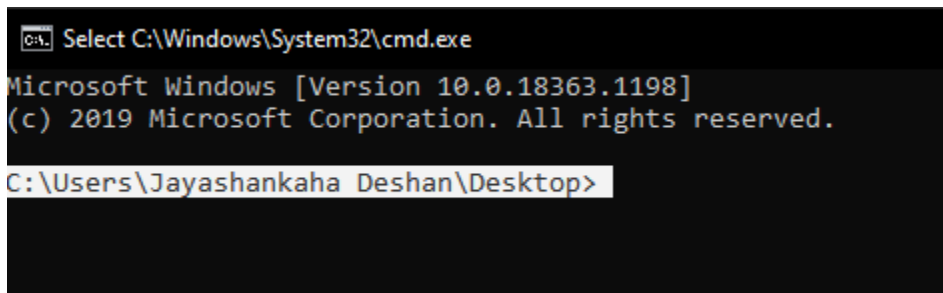 Select C:\Windows\System32\cmd.exe
Microsoft Windows [Version 10.0.18363.1198]
(c) 2019 Microsoft Corporation. All rights reserved.
C:\Users\Jayashankaha Deshan\Desktop>